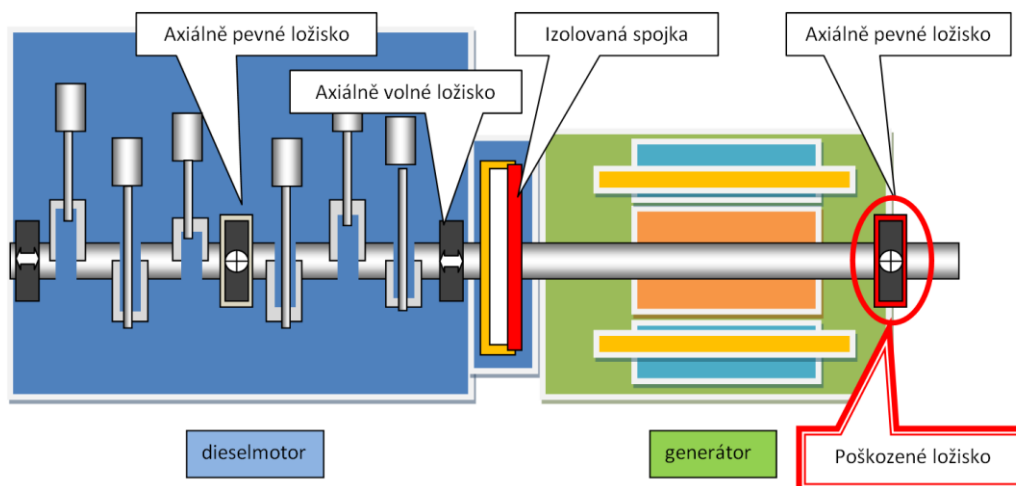 Axiálně pevné ložisko
Izolovaná spojka
Axiálně pevné ložisko
Axiálně volné ložisko
dieselmotor
generátor
Poškozené ložisko